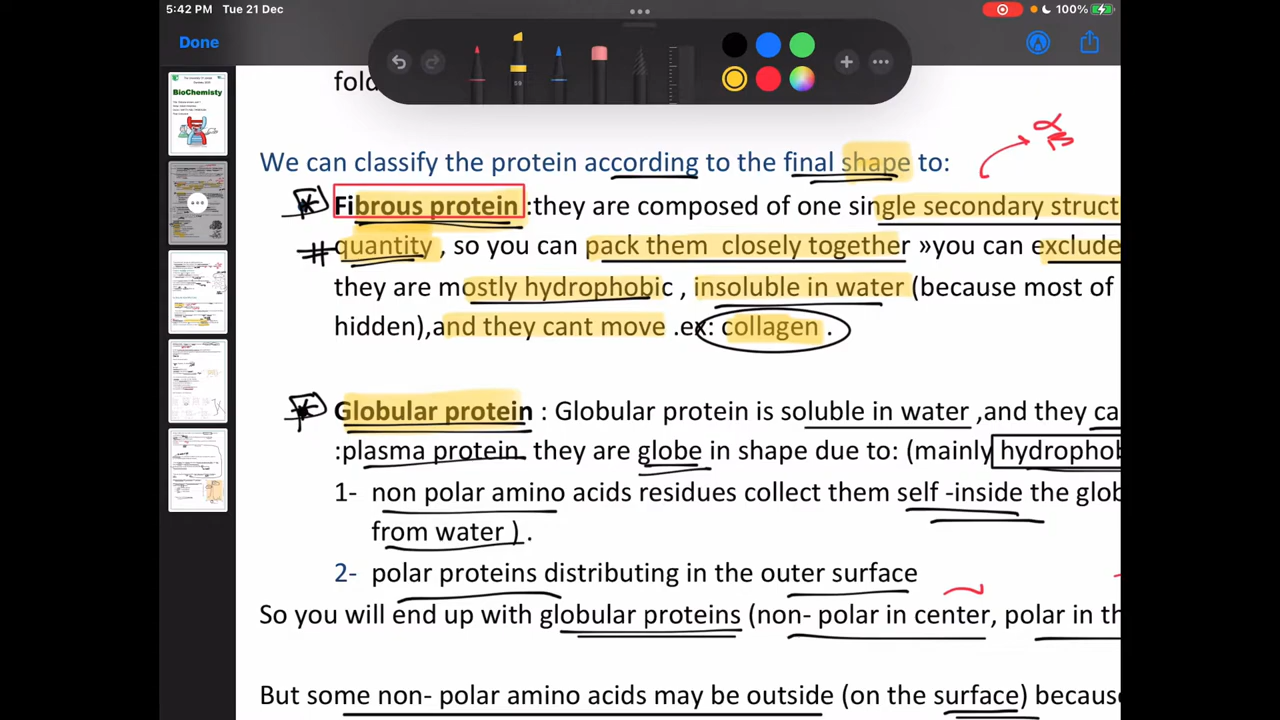 5:42 PM Tue 21 Dec
100%
Done
BioChemisty
fold
We can classify the protein according to the final shape to:
α
β
Fibrous protein :they are composed of one single secondary struct
# quantity , so you can pack them closely together »you can exclude
they are mostly hydrophobic , insoluble in water (because most of
hidden),and they cant move .ex: collagen .
Globular protein : Globular protein is soluble in water ,and they ca
:plasma protein they are globe in shape due to: (mainly hydrophob
1- non polar amino acids residues collect them self -inside the glob
from water ) .
2- polar proteins distributing in the outer surface
So you will end up with globular proteins (non- polar in center, polar in th
But some non- polar amino acids may be outside (on the surface) because